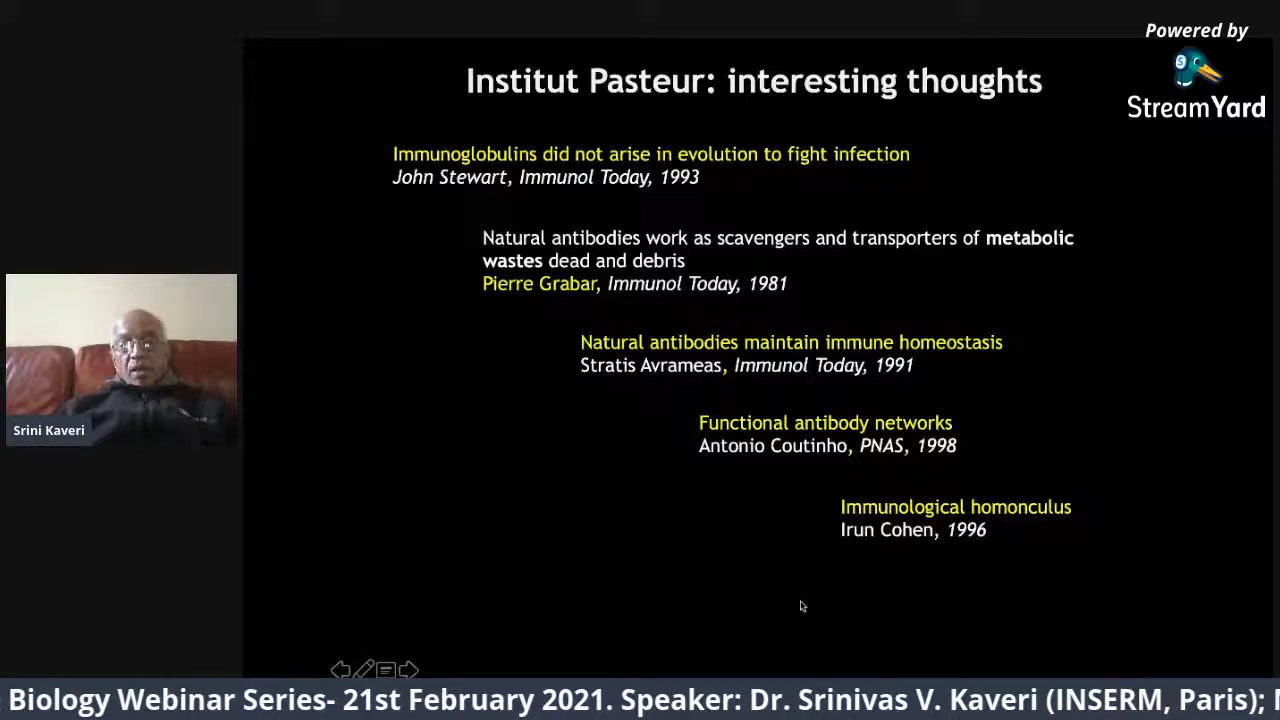 Powered by
StreamYard
Institut Pasteur: interesting thoughts
Immunoglobulins did not arise in evolution to fight infection
John Stewart, Immunol Today, 1993
Natural antibodies work as scavengers and transporters of metabolic
wastes dead and debris
Pierre Grabar, Immunol Today, 1981
Natural antibodies maintain immune homeostasis
Stratis Avrameas, Immunol Today, 1991
Functional antibody networks
Antonio Coutinho, PNAS, 1998
Immunological homonculus
Irun Cohen, 1996
Srini Kaveri
Biology Webinar Series- 21st February 2021. Speaker: Dr. Srinivas V. Kaveri (INSERM, Paris);